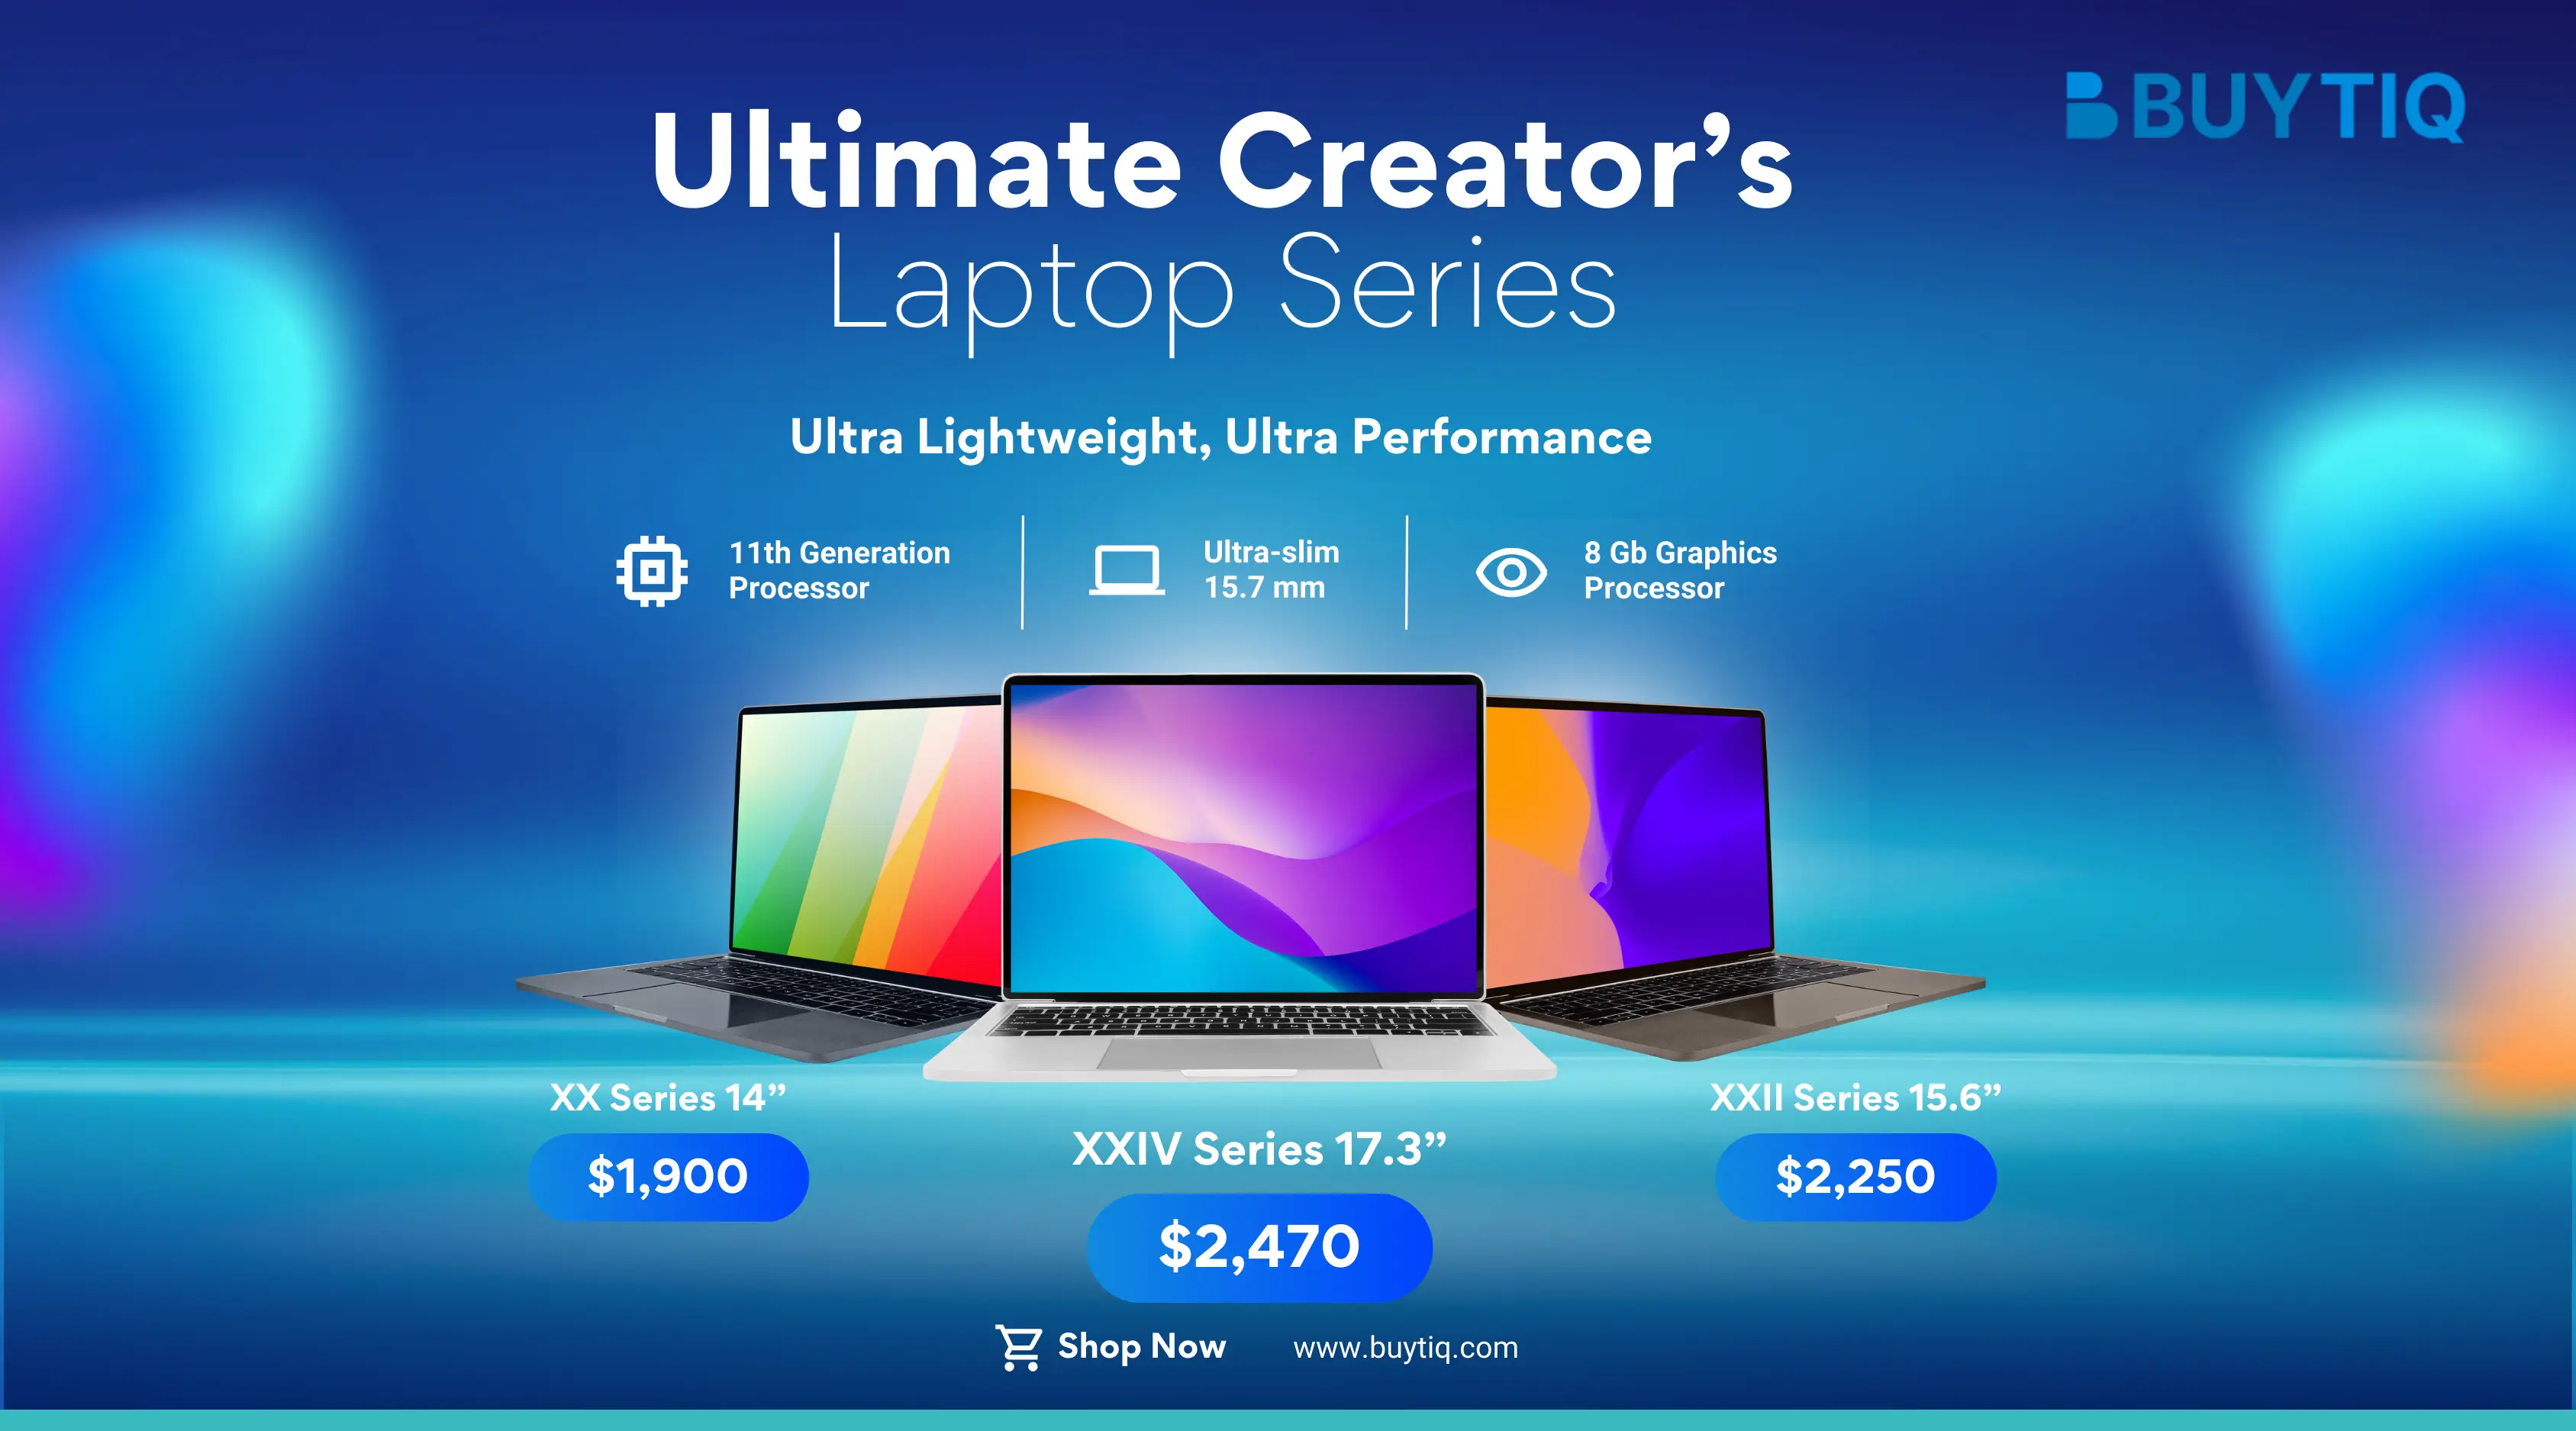 BUYTIQ
Ultimate Creator’s
Laptop Series
Ultra Lightweight, Ultra Performance
11th Generation
Processor
Ultra-slim
15.7 mm
8 Gb Graphics
Processor
XX Series 14”
$1,900
XXIV Series 17.3”
$2,470
XXII Series 15.6”
$2,250
Shop Now
www.buytiq.com